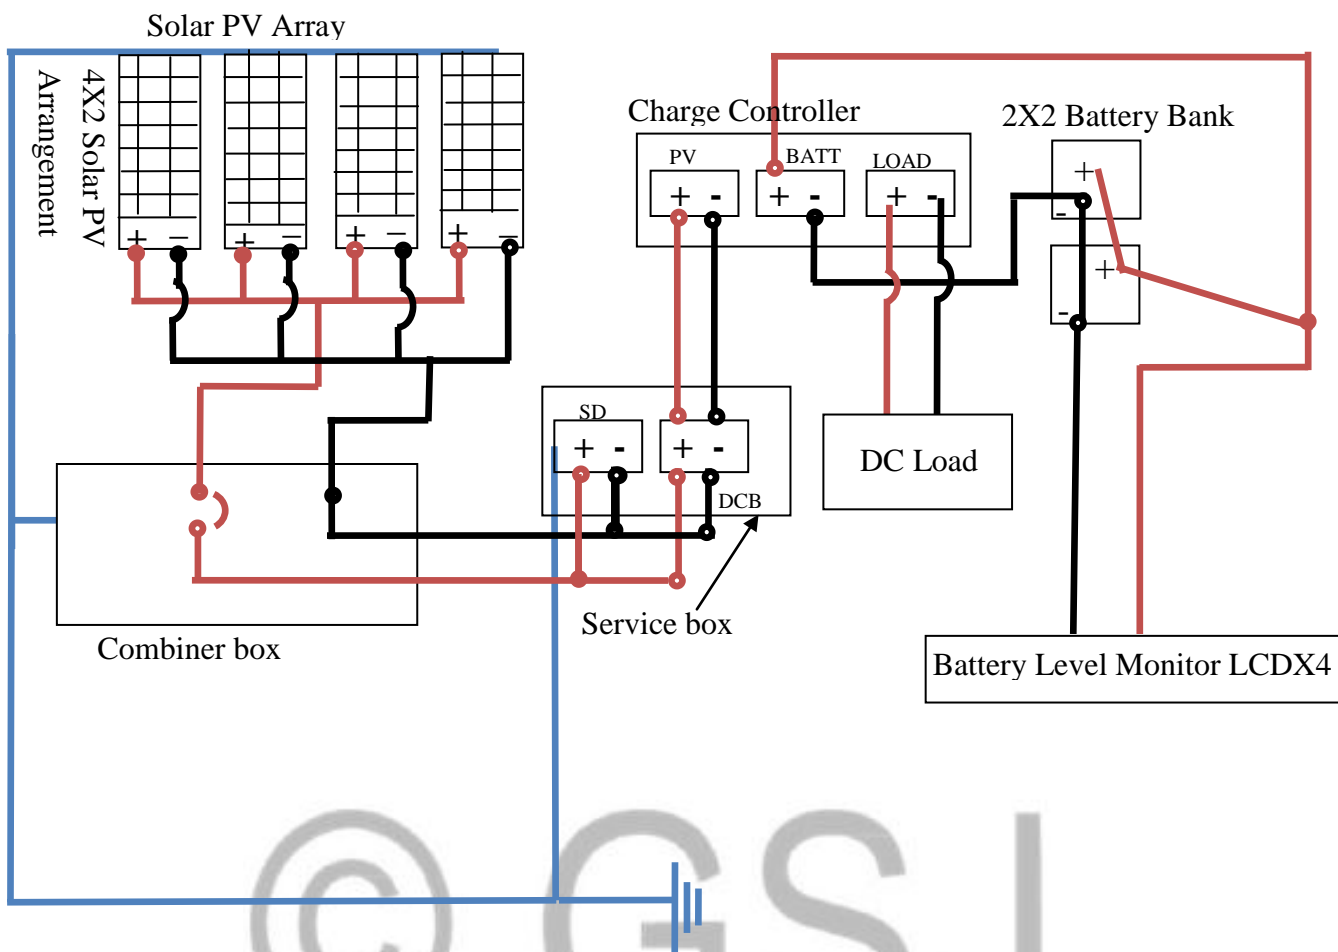 Solar PV Array
4X2 Solar PV
Arrangement
+ − + − + − + −
Charge Controller
PV BATT LOAD
+ - + - + -
2X2 Battery Bank
+
-
+
-
SD
+ - + -
DCB
DC Load
Service box
Combiner box
Battery Level Monitor LCDX4
© GSJ